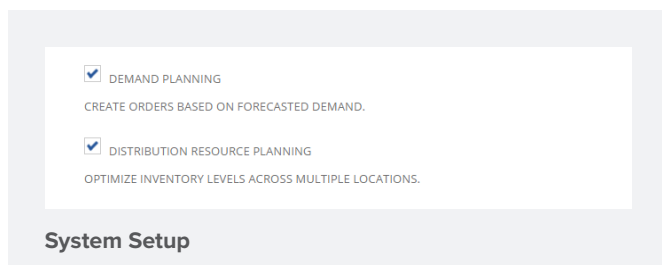 DEMAND PLANNING
CREATE ORDERS BASED ON FORECASTED DEMAND.
DISTRIBUTION RESOURCE PLANNING
OPTIMIZE INVENTORY LEVELS ACROSS MULTIPLE LOCATIONS.
System Setup